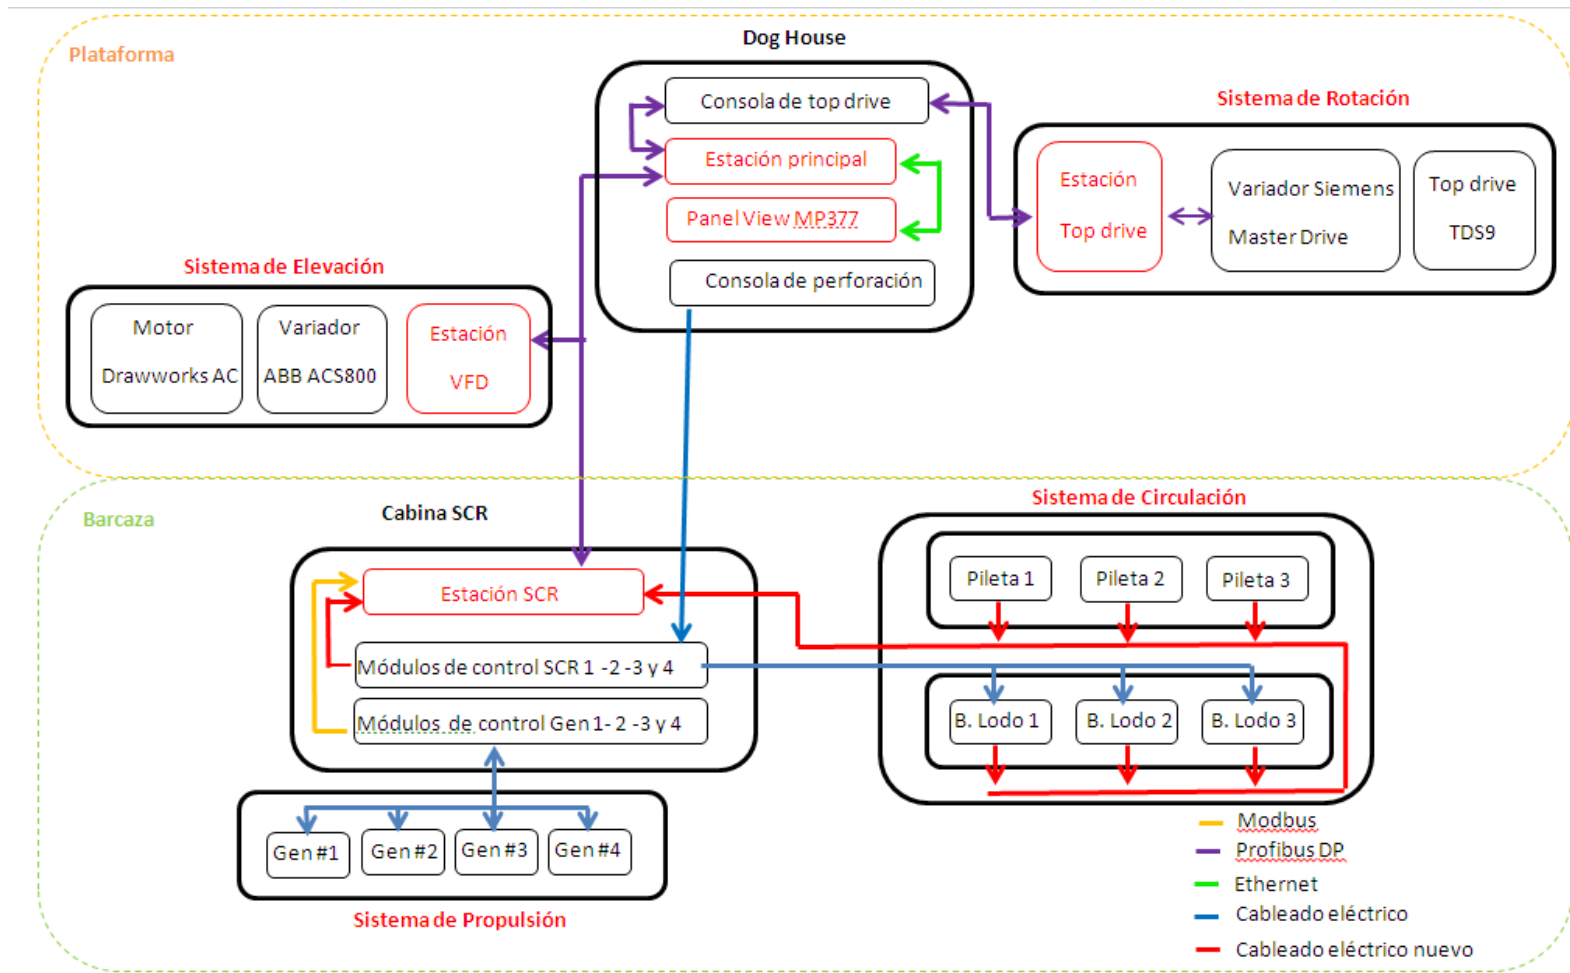 Plataforma
Dog House
Consola de top drive
Estación principal
Panel View MP377
Consola de perforación
Sistema de Rotación
Estación
Top drive
Variador Siemens
Master Drive
Top drive
TDS9
Sistema de Elevación
Motor
Drawworks AC
Variador
ABB ACS800
Estación
VFD
Barcaza
Cabina SCR
Estación SCR
Módulos de control SCR 1 -2 -3 y 4
Módulos de control Gen 1- 2 -3 y 4
Sistema de Circulación
Pileta 1
Pileta 2
Pileta 3
B. Lodo 1
B. Lodo 2
B. Lodo 3
Gen #1
Gen #2
Gen #3
Gen #4
Sistema de Propulsión
Modbus
Profibus DP
Ethernet
Cableado eléctrico
Cableado eléctrico nuevo